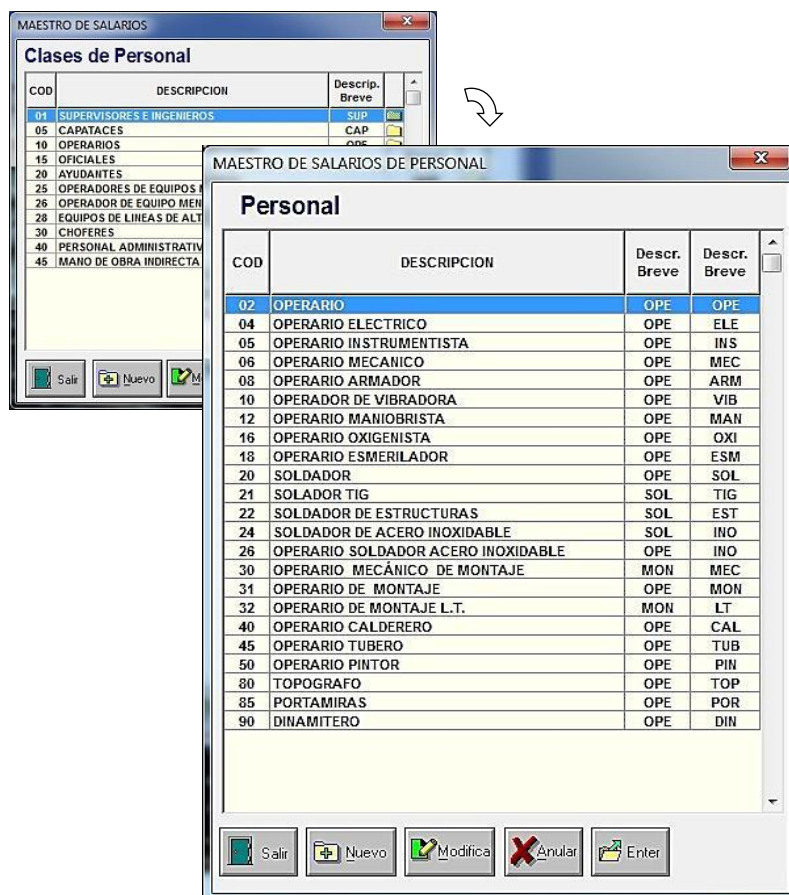 MAESTRO DE SALARIOS
Clases de Personal
COD DESCRIPCION Descrip. Breve
01 SUPERVISORES E INGENIEROS SUP
05 CAPATACES CAP
10 OPERARIOS OPE
15 OFICIALES
20 AYUDANTES
25 OPERADORES DE EQUIPOS
26 OPERADOR DE EQUIPO MEN
28 EQUIPOS DE LINEAS DE ALT
30 CHOFERES
40 PERSONAL ADMINISTRATIV
45 MANO DE OBRA INDIRECTA
Salir Nuevo M
MAESTRO DE SALARIOS DE PERSONAL
Personal
COD DESCRIPCION Descr. Breve Descr. Breve
02 OPERARIO OPE OPE
04 OPERARIO ELECTRICO OPE ELE
05 OPERARIO INSTRUMENTISTA OPE INS
06 OPERARIO MECANICO OPE MEC
08 OPERARIO ARMADOR OPE ARM
10 OPERADOR DE VIBRADORA OPE VIB
12 OPERARIO MANIOBRISTA OPE MAN
16 OPERARIO OXIGENISTA OPE OXI
18 OPERARIO ESMERILADOR OPE ESM
20 SOLDADOR OPE SOL
21 SOLADOR TIG SOL TIG
22 SOLDADOR DE ESTRUCTURAS SOL EST
24 SOLDADOR DE ACERO INOXIDABLE SOL INO
26 OPERARIO SOLDADOR ACERO INOXIDABLE OPE INO
30 OPERARIO MECÁNICO DE MONTAJE MON MEC
31 OPERARIO DE MONTAJE OPE MON
32 OPERARIO DE MONTAJE L.T. MON LT
40 OPERARIO CALDERERO OPE CAL
45 OPERARIO TUBERO OPE TUB
50 OPERARIO PINTOR OPE PIN
80 TOPOGRAFO OPE TOP
85 PORTAMIRAS OPE POR
90 DINAMITERO OPE DIN
Salir Nuevo Modifica Anular Enter